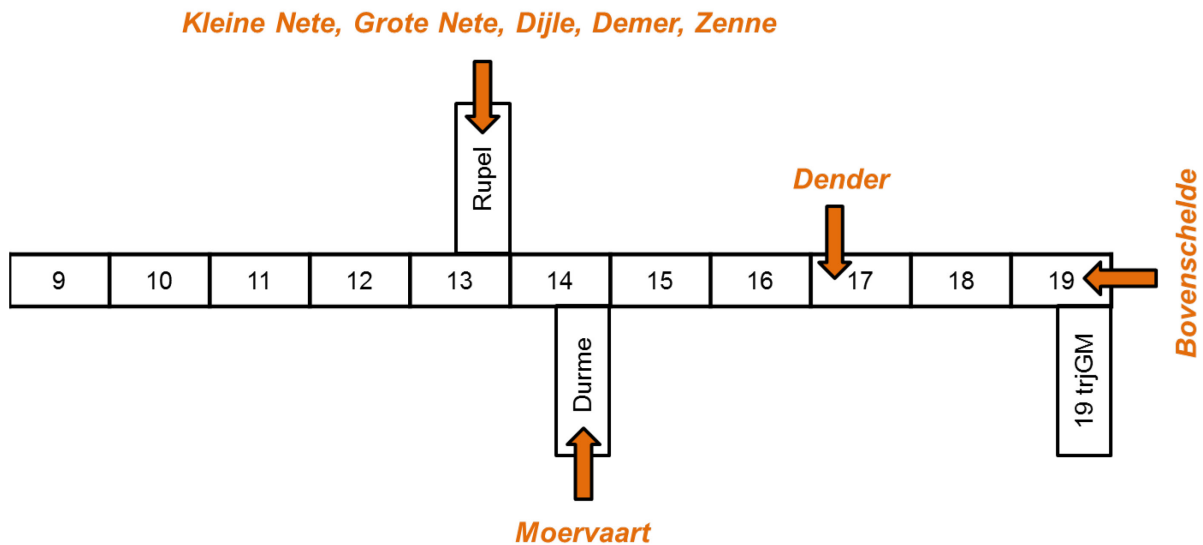 Kleine Nete, Grote Nete, Dijle, Demer, Zenne
Rupel
Dender
Bovenschelde
9 10 11 12 13 14 15 16 17 18 19
Durme
19 trjGM
Moervaart